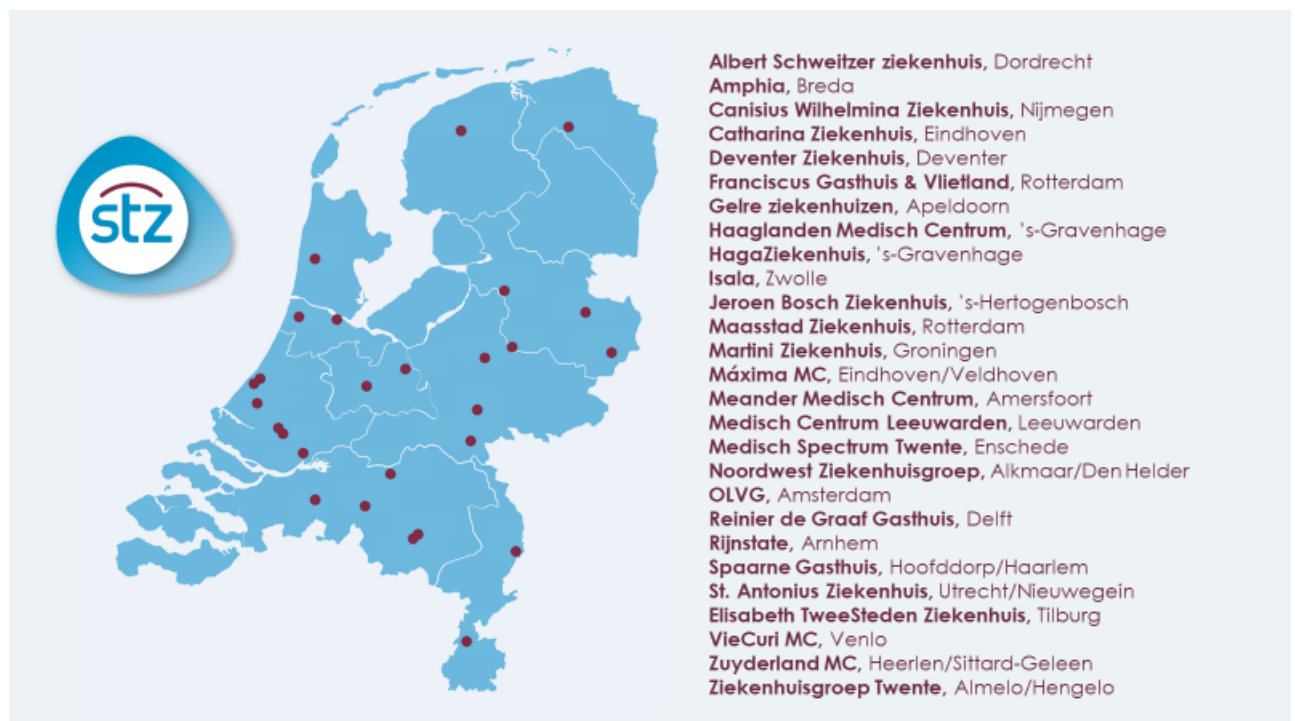 stz
Albert Schweitzer ziekenhuis, Dordrecht
Amphia, Breda
Canisius Wilhelmina Ziekenhuis, Nijmegen
Catharina Ziekenhuis, Eindhoven
Deventer Ziekenhuis, Deventer
Franciscus Gasthuis & Vlietland, Rotterdam
Gelre ziekenhuizen, Apeldoorn
Haaglanden Medisch Centrum, 's-Gravenhage
HagaZiekenhuis, 's-Gravenhage
Isala, Zwolle
Jeroen Bosch Ziekenhuis, 's-Hertogenbosch
Maasstad Ziekenhuis, Rotterdam
Martini Ziekenhuis, Groningen
Máxima MC, Eindhoven/Veldhoven
Meander Medisch Centrum, Amersfoort
Medisch Centrum Leeuwarden, Leeuwarden
Medisch Spectrum Twente, Enschede
Noordwest Ziekenhuisgroep, Alkmaar/Den Helder
OLVG, Amsterdam
Reinier de Graaf Gasthuis, Delft
Rijnstate, Arnhem
Spaarne Gasthuis, Hoofddorp/Haarlem
St. Antonius Ziekenhuis, Utrecht/Nieuwegein
Elisabeth TweeSteden Ziekenhuis, Tilburg
VieCuri MC, Venlo
Zuyderland MC, Heerlen/Sittard-Geleen
Ziekenhuisgroep Twente, Almelo/Hengelo